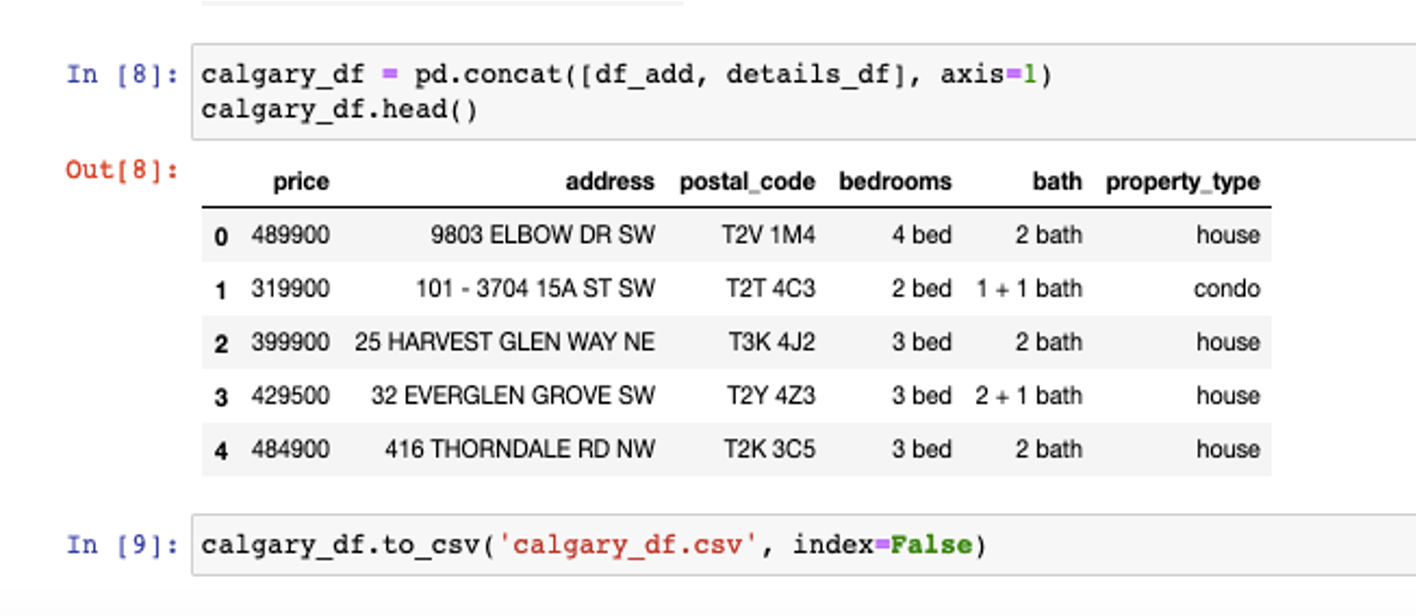 In [8]: calgary_df = pd.concat([df_add, details_df], axis=1)
calgary_df.head()
Out[8]:
price address postal_code bedrooms bath property_type
0 489900 9803 ELBOW DR SW T2V 1M4 4 bed 2 bath house
1 319900 101 - 3704 15A ST SW T2T 4C3 2 bed 1 + 1 bath condo
2 399900 25 HARVEST GLEN WAY NE T3K 4J2 3 bed 2 bath house
3 429500 32 EVERGLEN GROVE SW T2Y 4Z3 3 bed 2 + 1 bath house
4 484900 416 THORNDALE RD NW T2K 3C5 3 bed 2 bath house
In [9]: calgary_df.to_csv('calgary_df.csv', index=False)